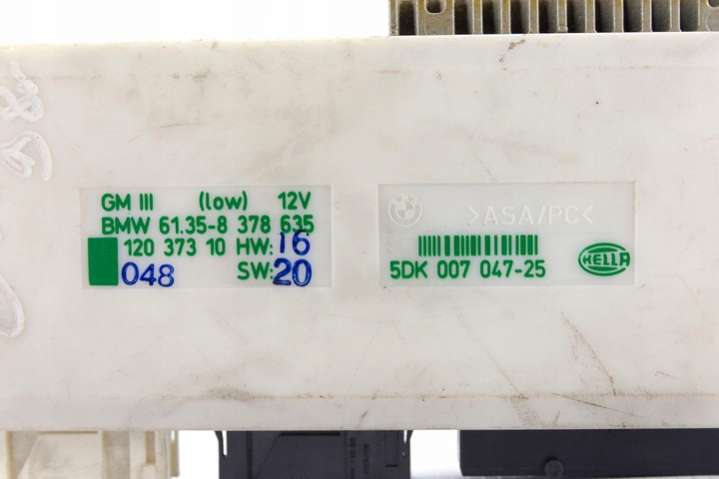 GM III (low) 12V
BMW 61.35-8 378 635
120 373 10 HW: 16
048 SW: 20
>ASA/PC<
5DK 007 047-25
HELLA